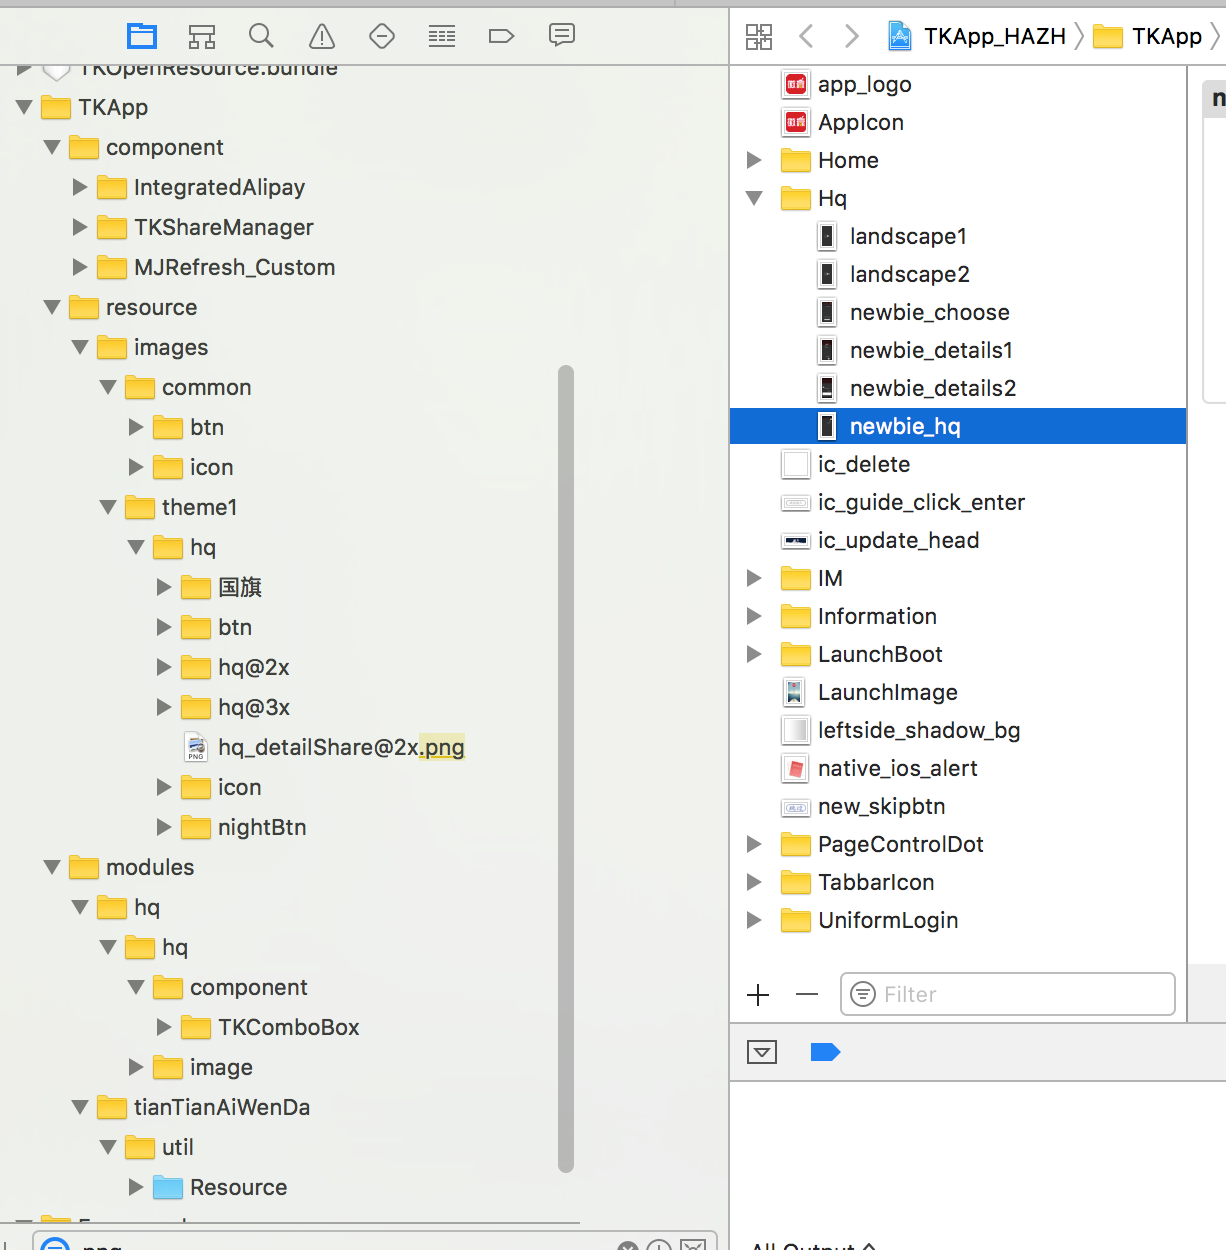 TKOpenResource.bundle
TKApp
component
IntegratedAlipay
TKShareManager
MJRefresh_Custom
resource
images
common
btn
icon
theme1
hq
国旗
btn
hq@2x
hq@3x
PNG
hq_detailShare@2x.png
icon
nightBtn
modules
hq
hq
component
TKComboBox
image
tianTianAiWenDa
util
Resource
png
TKApp_HAZH
TKApp
app_logo
AppIcon
Home
Hq
landscape1
landscape2
newbie_choose
newbie_details1
newbie_details2
newbie_hq
ic_delete
ic_guide_click_enter
ic_update_head
IM
Information
LaunchBoot
LaunchImage
leftside_shadow_bg
native_ios_alert
new_skipbtn
PageControlDot
TabbarIcon
UniformLogin
Filter
All Output